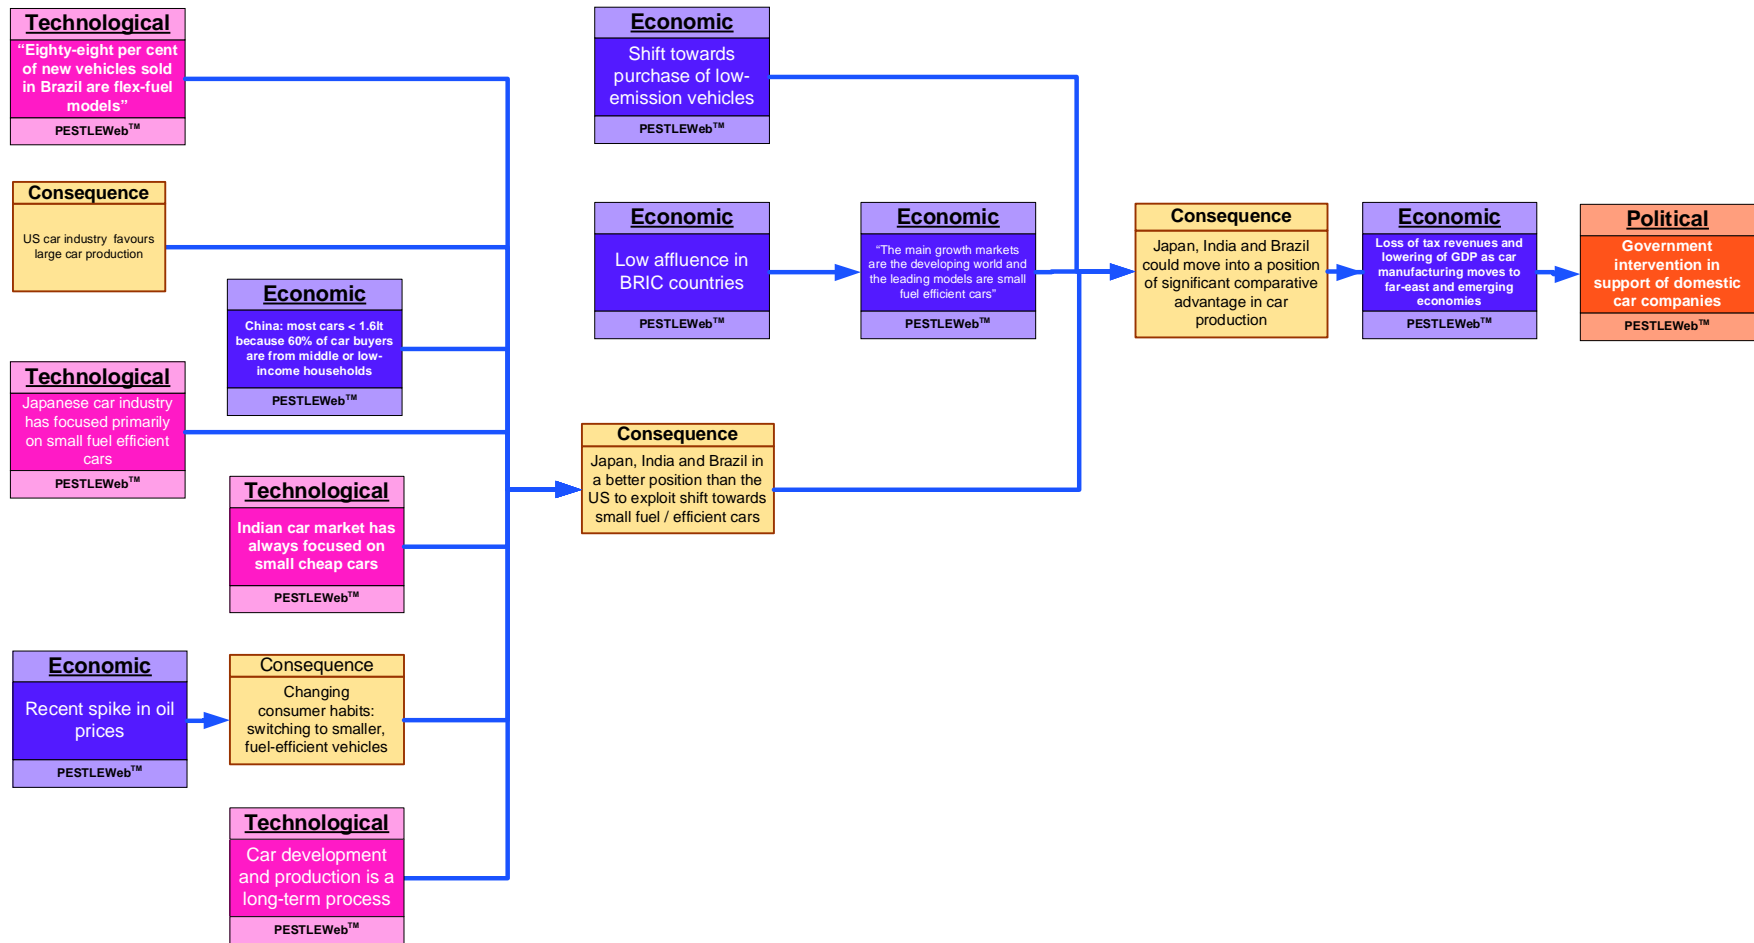 Technological
“Eighty-eight per cent
of new vehicles sold
in Brazil are flex-fuel
models”
PESTLEWeb™
Consequence
US car industry favours
large car production
Economic
China: most cars < 1.6lt
because 60% of car buyers
are from middle or low-
income households
PESTLEWeb™
Technological
Japanese car industry
has focused primarily
on small fuel efficient
cars
PESTLEWeb™
Technological
Indian car market has
always focused on
small cheap cars
PESTLEWeb™
Economic
Recent spike in oil
prices
PESTLEWeb™
Consequence
Changing
consumer habits:
switching to smaller,
fuel-efficient vehicles
Technological
Car development
and production is a
long-term process
PESTLEWeb™
Economic
Shift towards
purchase of low-
emission vehicles
PESTLEWeb™
Economic
Low affluence in
BRIC countries
PESTLEWeb™
Economic
“The main growth markets
are the developing world and
the leading models are small
fuel efficient cars”
PESTLEWeb™
Consequence
Japan, India and Brazil in
a better position than the
US to exploit shift towards
small fuel / efficient cars
Consequence
Japan, India and Brazil
could move into a position
of significant comparative
advantage in car
production
Economic
Loss of tax revenues and
lowering of GDP as car
manufacturing moves to
far-east and emerging
economies
PESTLEWeb™
Political
Government
intervention in
support of domestic
car companies
PESTLEWeb™